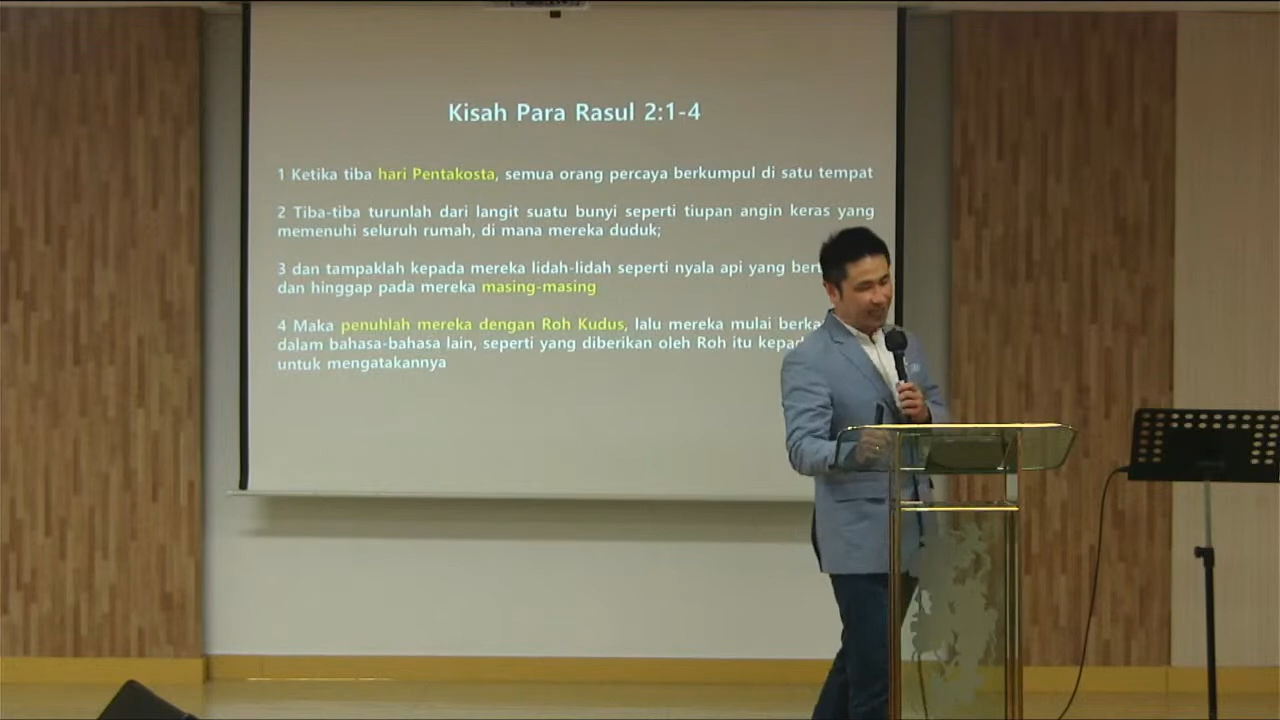 Kisah Para Rasul 2:1-4
1 Ketika tiba hari Pentakosta, semua orang percaya berkumpul di satu tempat
2 Tiba-tiba turunlah dari langit suatu bunyi seperti tiupan angin keras yang
memenuhi seluruh rumah, di mana mereka duduk;
3 dan tampaklah kepada mereka lidah-lidah seperti nyala api yang
dan hinggap pada mereka masing-masing
4 Maka penuhlah mereka dengan Roh Kudus, lalu mereka mulai
dalam bahasa-bahasa lain, seperti yang diberikan oleh Roh itu
untuk mengatakannya